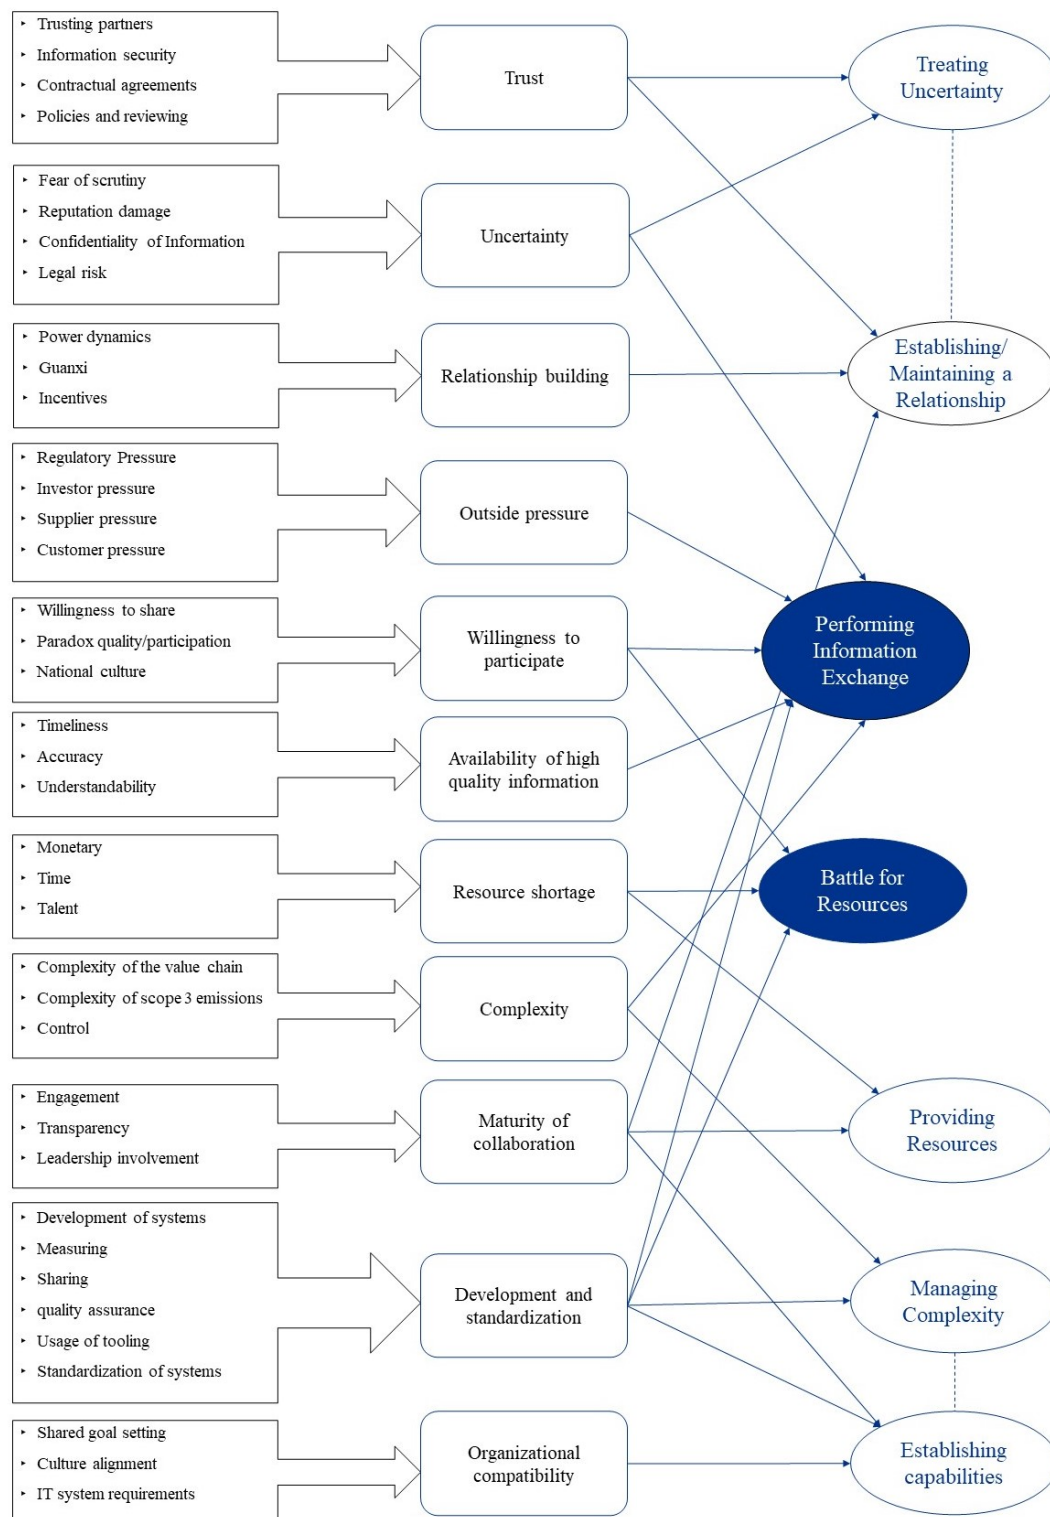 Trusting partners
Information security
Contractual agreements
Policies and reviewing
Trust
Treating
Uncertainty
Fear of scrutiny
Reputation damage
Confidentiality of Information
Legal risk
Uncertainty
Power dynamics
Guanxi
Incentives
Relationship building
Establishing/
Maintaining a
Relationship
Regulatory Pressure
Investor pressure
Supplier pressure
Customer pressure
Outside pressure
Willingness to share
Paradox quality/participation
National culture
Willingness to
participate
Performing
Information
Exchange
Timeliness
Accuracy
Understandability
Availability of high
quality information
Monetary
Time
Talent
Resource shortage
Battle for
Resources
Complexity of the value chain
Complexity of scope 3 emissions
Control
Complexity
Engagement
Transparency
Leadership involvement
Maturity of
collaboration
Providing
Resources
Development of systems
Measuring
Sharing
quality assurance
Usage of tooling
Standardization of systems
Development and
standardization
Managing
Complexity
Shared goal setting
Culture alignment
IT system requirements
Organizational
compatibility
Establishing
capabilities